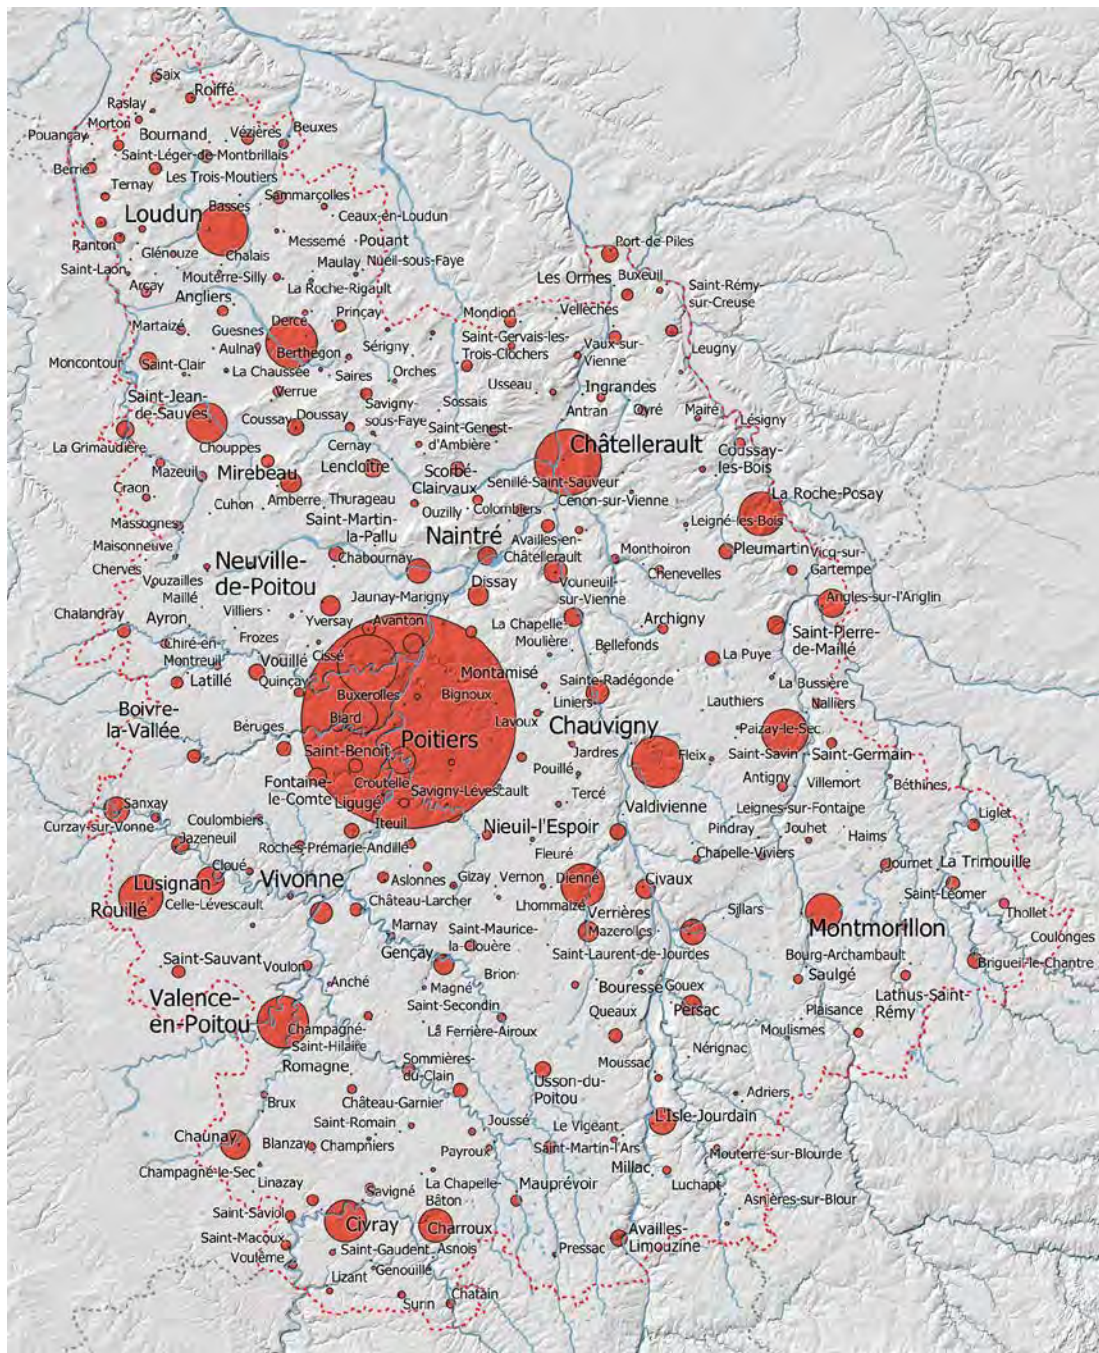 Saix
Roiffé
Raslay
Morton
Pouançay
Bournand
Vézières
Beuxes
Saint-Léger-de-Montbrillais
Berrie
Les Trois-Moutiers
Ternay
Sammarçolles
Basses
Loudun
Ceaux-en-Loudun
Ranton
Messemé
Pouant
Glénouze
Chalais
Maulay
Nueil-sous-Faye
Saint-Laon
Mouterre-Silly
Arçay
La Roche-Rigault
Angliers
Port-de-Piles
Les Ormes
Buxeuil
Saint-Rémy-
sur-Creuse
Dercé
Prinçay
Mondion
Vellèches
Martaizé
Guesnes
Saint-Gervais-les-
Trois-Clochers
Leugny
Aulnay
Berthegon
Sérigny
Vaux-sur-
Vienne
Moncontour
Saint-Clair
La Chaussée
Saires
Orches
Usseau
Ingrandes
Verrue
Saint-Jean-
de-Sauves
Savigny-
sous-Faye
Sossais
Antran
Oyré
Mairé
Lésigny
Coussay
Doussay
Saint-Genest-
d'Ambière
La Grimaudière
Chouppes
Cernay
Châtellerault
Coussay-
les-Bois
Mazeuil
Mirebeau
Lencloître
Scorbé-
Clairvaux
Senillé-Saint-Sauveur
Craon
Cuhon
Amberre
Thurageau
Ouzilly
Colombiers
Cenon-sur-Vienne
La Roche-Posay
Massognes
Saint-Martin-
la-Pallu
Leigné-les-Bois
Maisonneuve
Naintré
Availles-en-
Châtellerault
Pleumartin
Vicq-sur-
Gartempe
Cherves
Neuville-
de-Poitou
Chabournay
Monthoiron
Chenevelles
Vouzailles
Maillé
Dissay
Vouneuil-
sur-Vienne
Jaunay-Marigny
Angles-sur-l'Anglin
Chalandray
Ayron
Villiers
Yversay
Avanton
La Chapelle-
Moulière
Archigny
Saint-Pierre-
de-Maillé
Frozes
Bellefonds
Chiré-en-
Montreuil
Vouillé
Cissé
La Puye
Latillé
Quinçay
Montamisé
Sainte-Radégonde
La Bussière
Buxerolles
Bignoux
Liniers
Lauthiers
Nalliers
Boivre-
la-Vallée
Béruges
Biard
Lavoux
Chauvigny
Paizay-le-Sec
Poitiers
Saint-Benoît
Jardres
Fleix
Saint-Savin
Saint-Germain
Pouillé
Fontaine-
le-Comte
Croutelle
Savigny-Lévescault
Antigny
Villemort
Béthines
Ligugé
Tercé
Valdivienne
Leignes-sur-Fontaine
Liglet
Sanxay
Curzay-sur-Vonne
Coulombiers
Iteuil
Nieuil-l'Espoir
Pindray
Jouhet
Haims
Jazeneuil
Roches-Prémarie-Andillé
Fleuré
Chapelle-Viviers
La Trimouille
Journet
Cloué
Vivonne
Aslonnes
Gizay
Vernon
Dienné
Civaux
Saint-Léomer
Lusignan
Celle-Lévescault
Château-Larcher
Lhommaizé
Rouillé
Verrières
Sillars
Thollet
Marnay
Saint-Maurice-
la-Clouère
Mazerolles
Montmorillon
Coulonges
Gençay
Saint-Laurent-de-Jourdes
Bourg-Archambault
Brigueil-le-Chantre
Saint-Sauvant
Voulon
Brion
Saulgé
Anché
Magné
Bouresse
Gouex
Lathus-Saint-
Rémy
Valence-
en-Poitou
Saint-Secondin
Queaux
Persac
Plaisance
Champagné-
Saint-Hilaire
La Ferrière-Airoux
Moulismes
Romagne
Sommières-
du-Clain
Moussac
Nérignac
Usson-du-
Poitou
Brux
Château-Garnier
Adriers
Saint-Romain
L'Isle-Jourdain
Chaunay
Blanzay
Champniers
Joussé
Le Vigeant
Payroux
Saint-Martin-l'Ars
Mouterre-sur-Blourde
Champagné-le-Sec
Millac
Linazay
Savigné
La Chapelle-
Bâton
Mauprévoir
Luchapt
Asnières-sur-Blour
Saint-Saviol
Civray
Charroux
Saint-Macoux
Availles-
Limouzine
Voulême
Saint-Gaudent
Asnois
Pressac
Genouillé
Lizant
Surin
Chatain